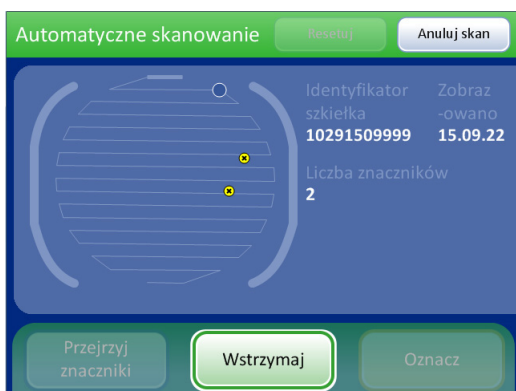 Automatyczne skanowanie
Resetuj
Anuluj skan
Identyfikator
szkiełka
10291509999
Zobraz
-owano
15.09.22
Liczba znaczników
2
Przejrzyj
znaczniki
Wstrzymaj
Oznacz